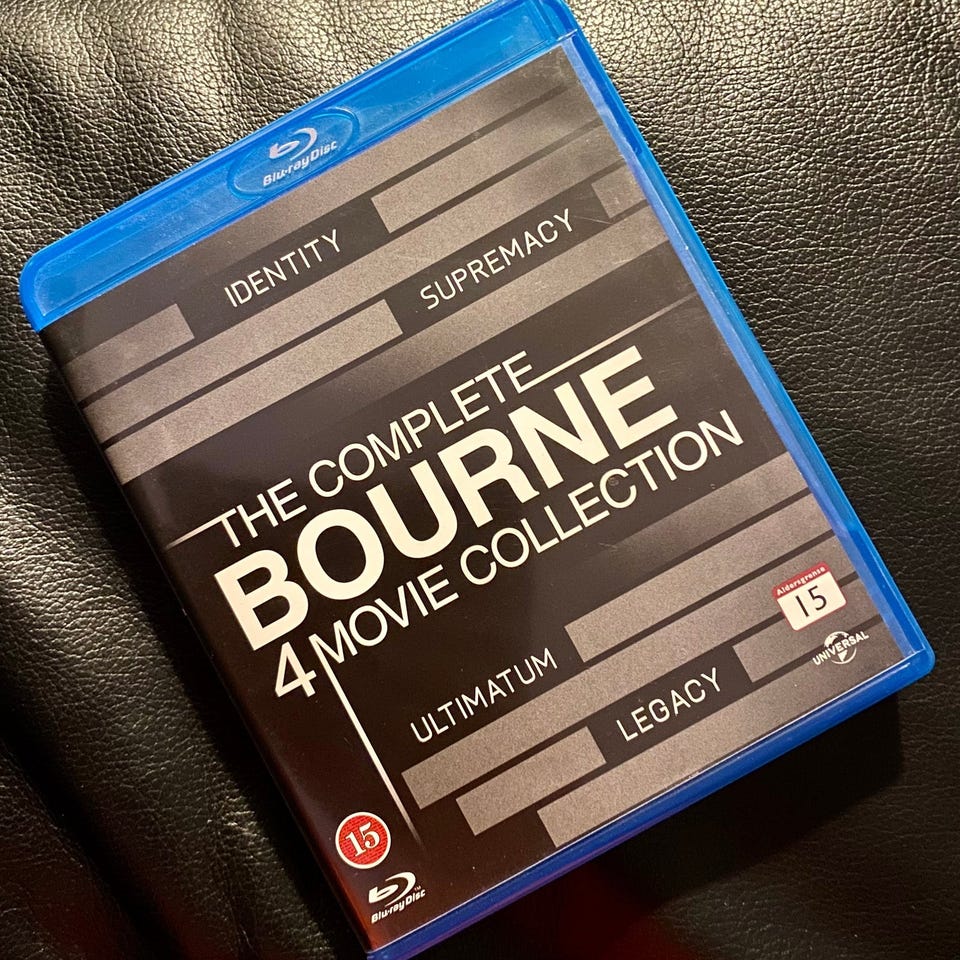 Blu-ray Disc
IDENTITY
SUPREMACY
THE COMPLETE
BOURNE
4 MOVIE COLLECTION
ULTIMATUM
LEGACY
Aldersgrense
15
UNIVERSAL
15
Blu-ray Disc™